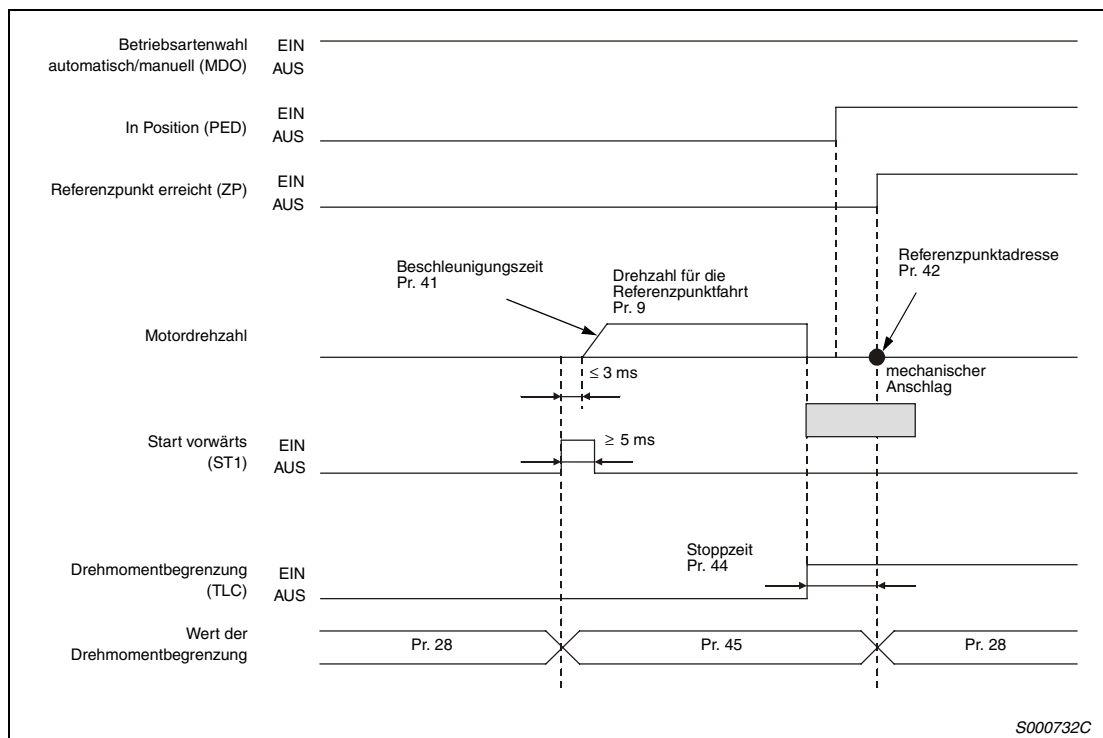 Betriebsartenwahl
automatisch/manuell (MDO)
EIN
AUS
In Position (PED)
EIN
AUS
Referenzpunkt erreicht (ZP)
EIN
AUS
Beschleunigungszeit
Pr. 41
Drehzahl für die
Referenzpunktfahrt
Pr. 9
Referenzpunktadresse
Pr. 42
Motordrehzahl
mechanischer
Anschlag
≤ 3 ms
Start vorwärts
(ST1)
EIN
AUS
≥ 5 ms
Stoppzeit
Pr. 44
Drehmomentbegrenzung
(TLC)
EIN
AUS
Wert der
Drehmomentbegrenzung
Pr. 28
Pr. 45
Pr. 28
S000732C